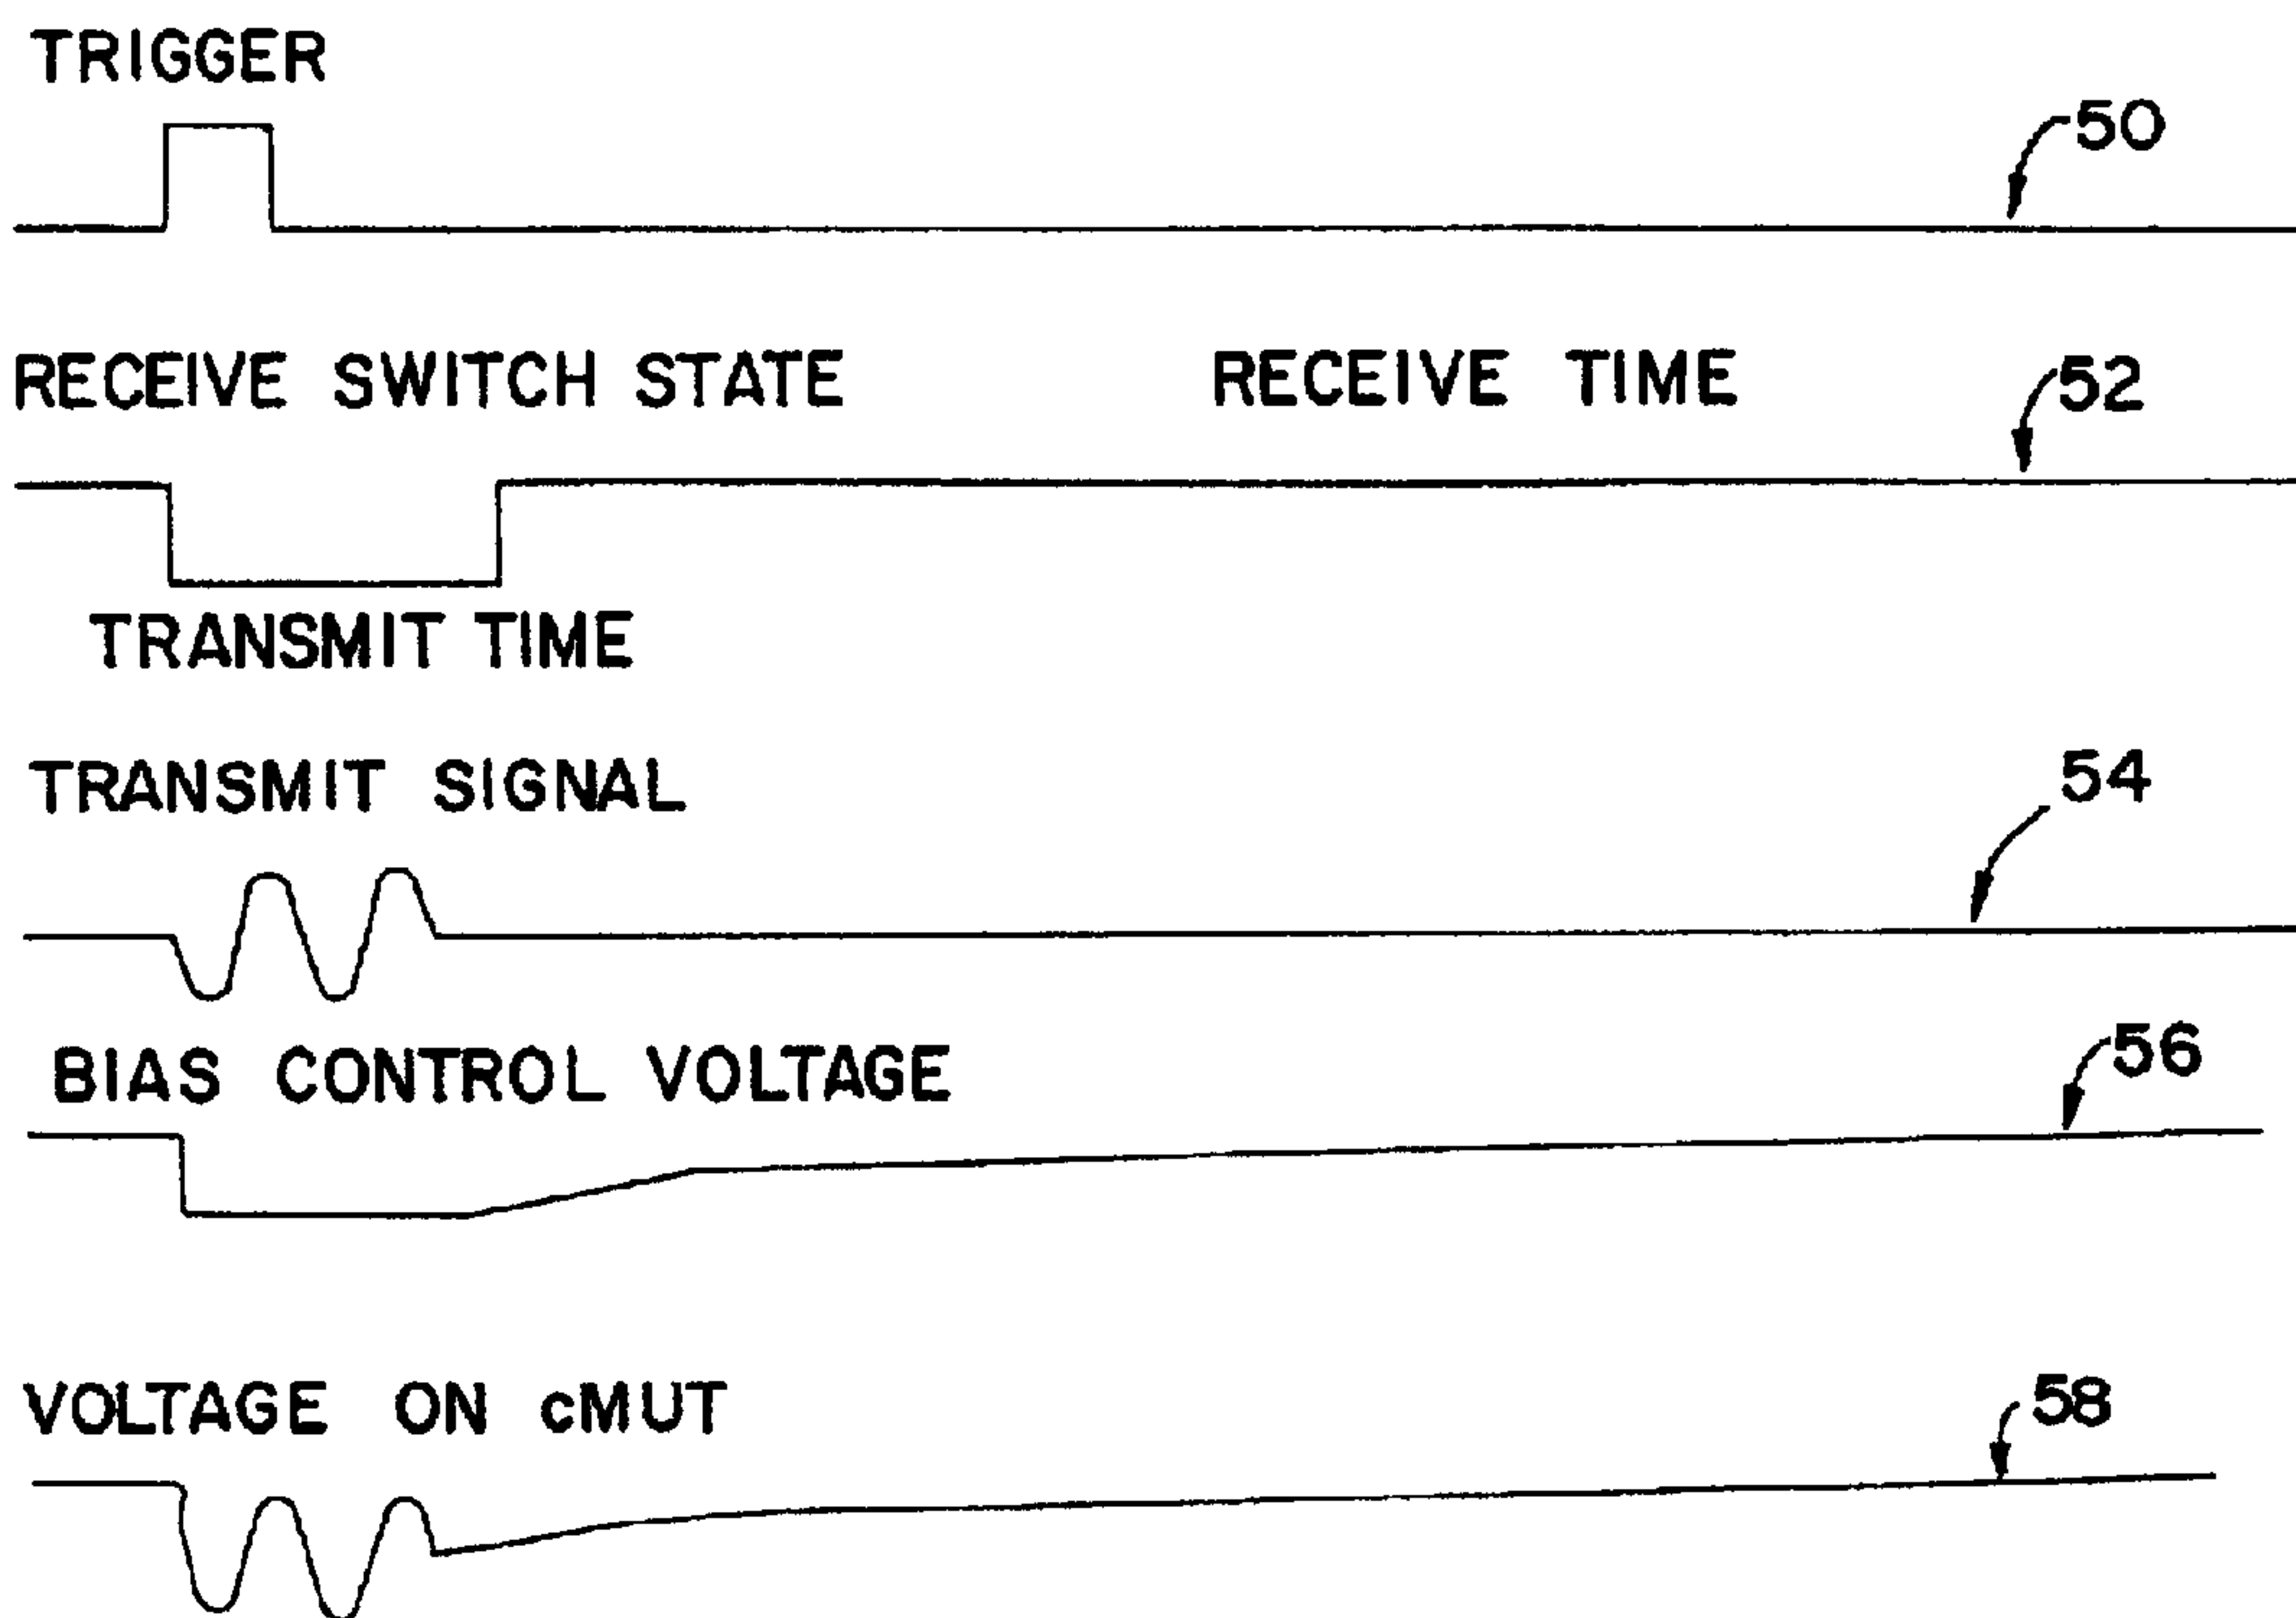 TRIGGER
50
RECEIVE SWITCH STATE
RECEIVE TIME
52
TRANSMIT TIME
TRANSMIT SIGNAL
54
BIAS CONTROL VOLTAGE
56
VOLTAGE ON cMUT
58